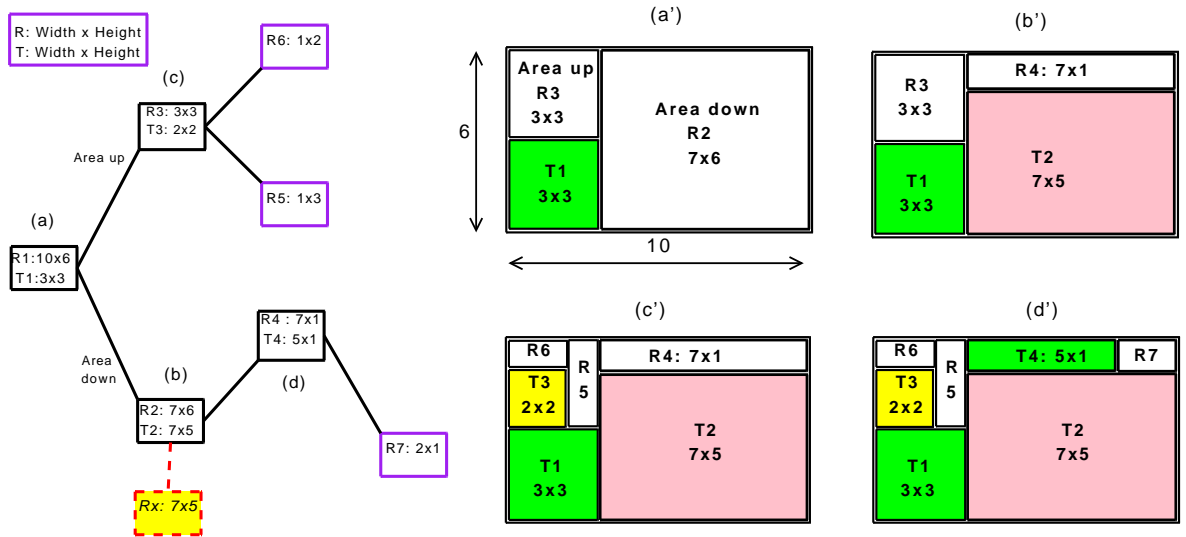 R: Width x Height
T: Width x Height
(c)
R6: 1x2
R3: 3x3
T3: 2x2
Area up
R5: 1x3
(a)
R1:10x6
T1:3x3
Area
down
(b)
R2: 7x6
T2: 7x5
R4 : 7x1
T4: 5x1
(d)
R7: 2x1
Rx: 7x5
(a’)
Area up
R3
3x3
Area down
R2
7x6
T1
3x3
6
10
(b’)
R3
3x3
R4: 7x1
T2
7x5
T1
3x3
(c’)
R6
R
5
R4: 7x1
T3
2x2
T2
7x5
T1
3x3
(d’)
R6
R
5
T4: 5x1
R7
T3
2x2
T2
7x5
T1
3x3